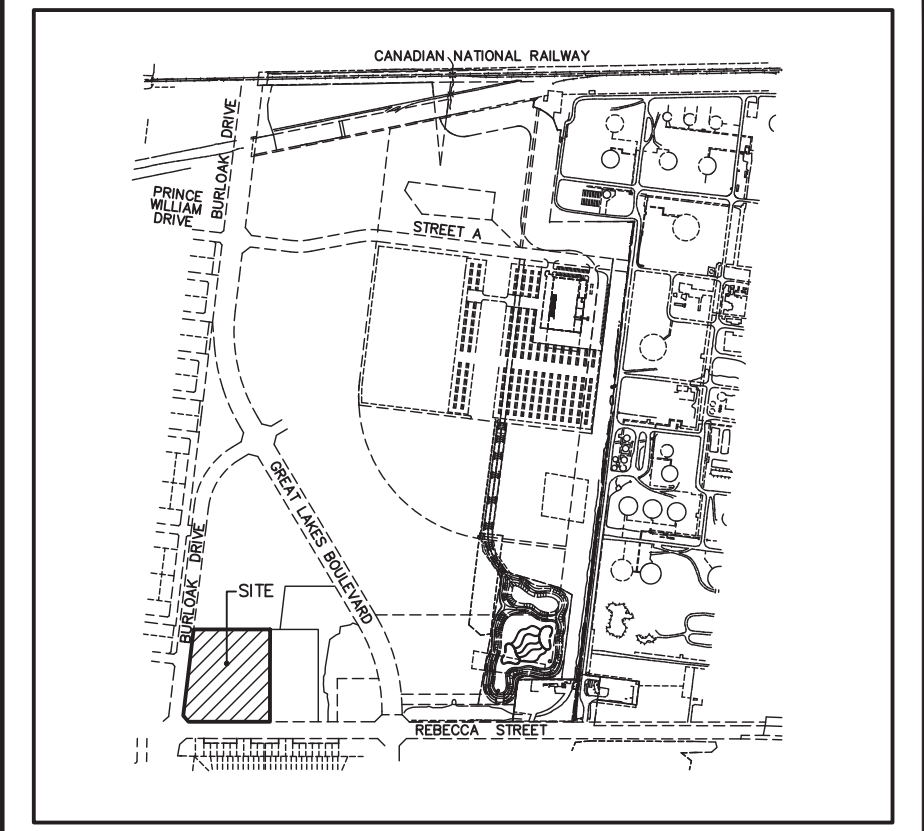 CANADIAN NATIONAL RAILWAY
BURLOAK DRIVE
PRINCE
WILLIAM
DRIVE
STREET A
GREAT LAKES BOULEVARD
BURLOAK DRIVE
SITE
REBECCA STREET